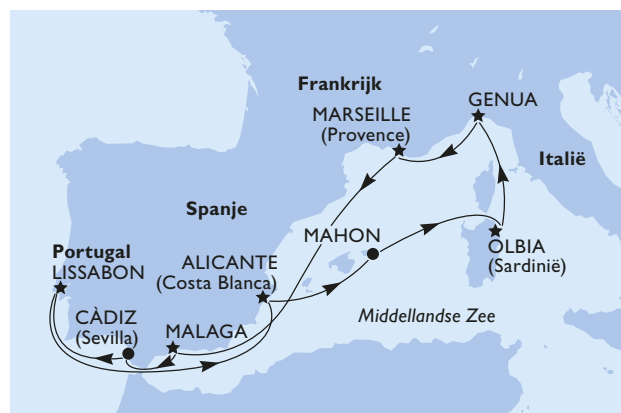 Frankrijk
MARSEILLE
(Provence)
GENUA
Italië
Spanje
MAHON
OLBIA
(Sardinië)
Portugal
LISSABON
ALICANTE
(Costa Blanca)
CÀDIZ
(Sevilla)
MALAGA
Middellandse Zee